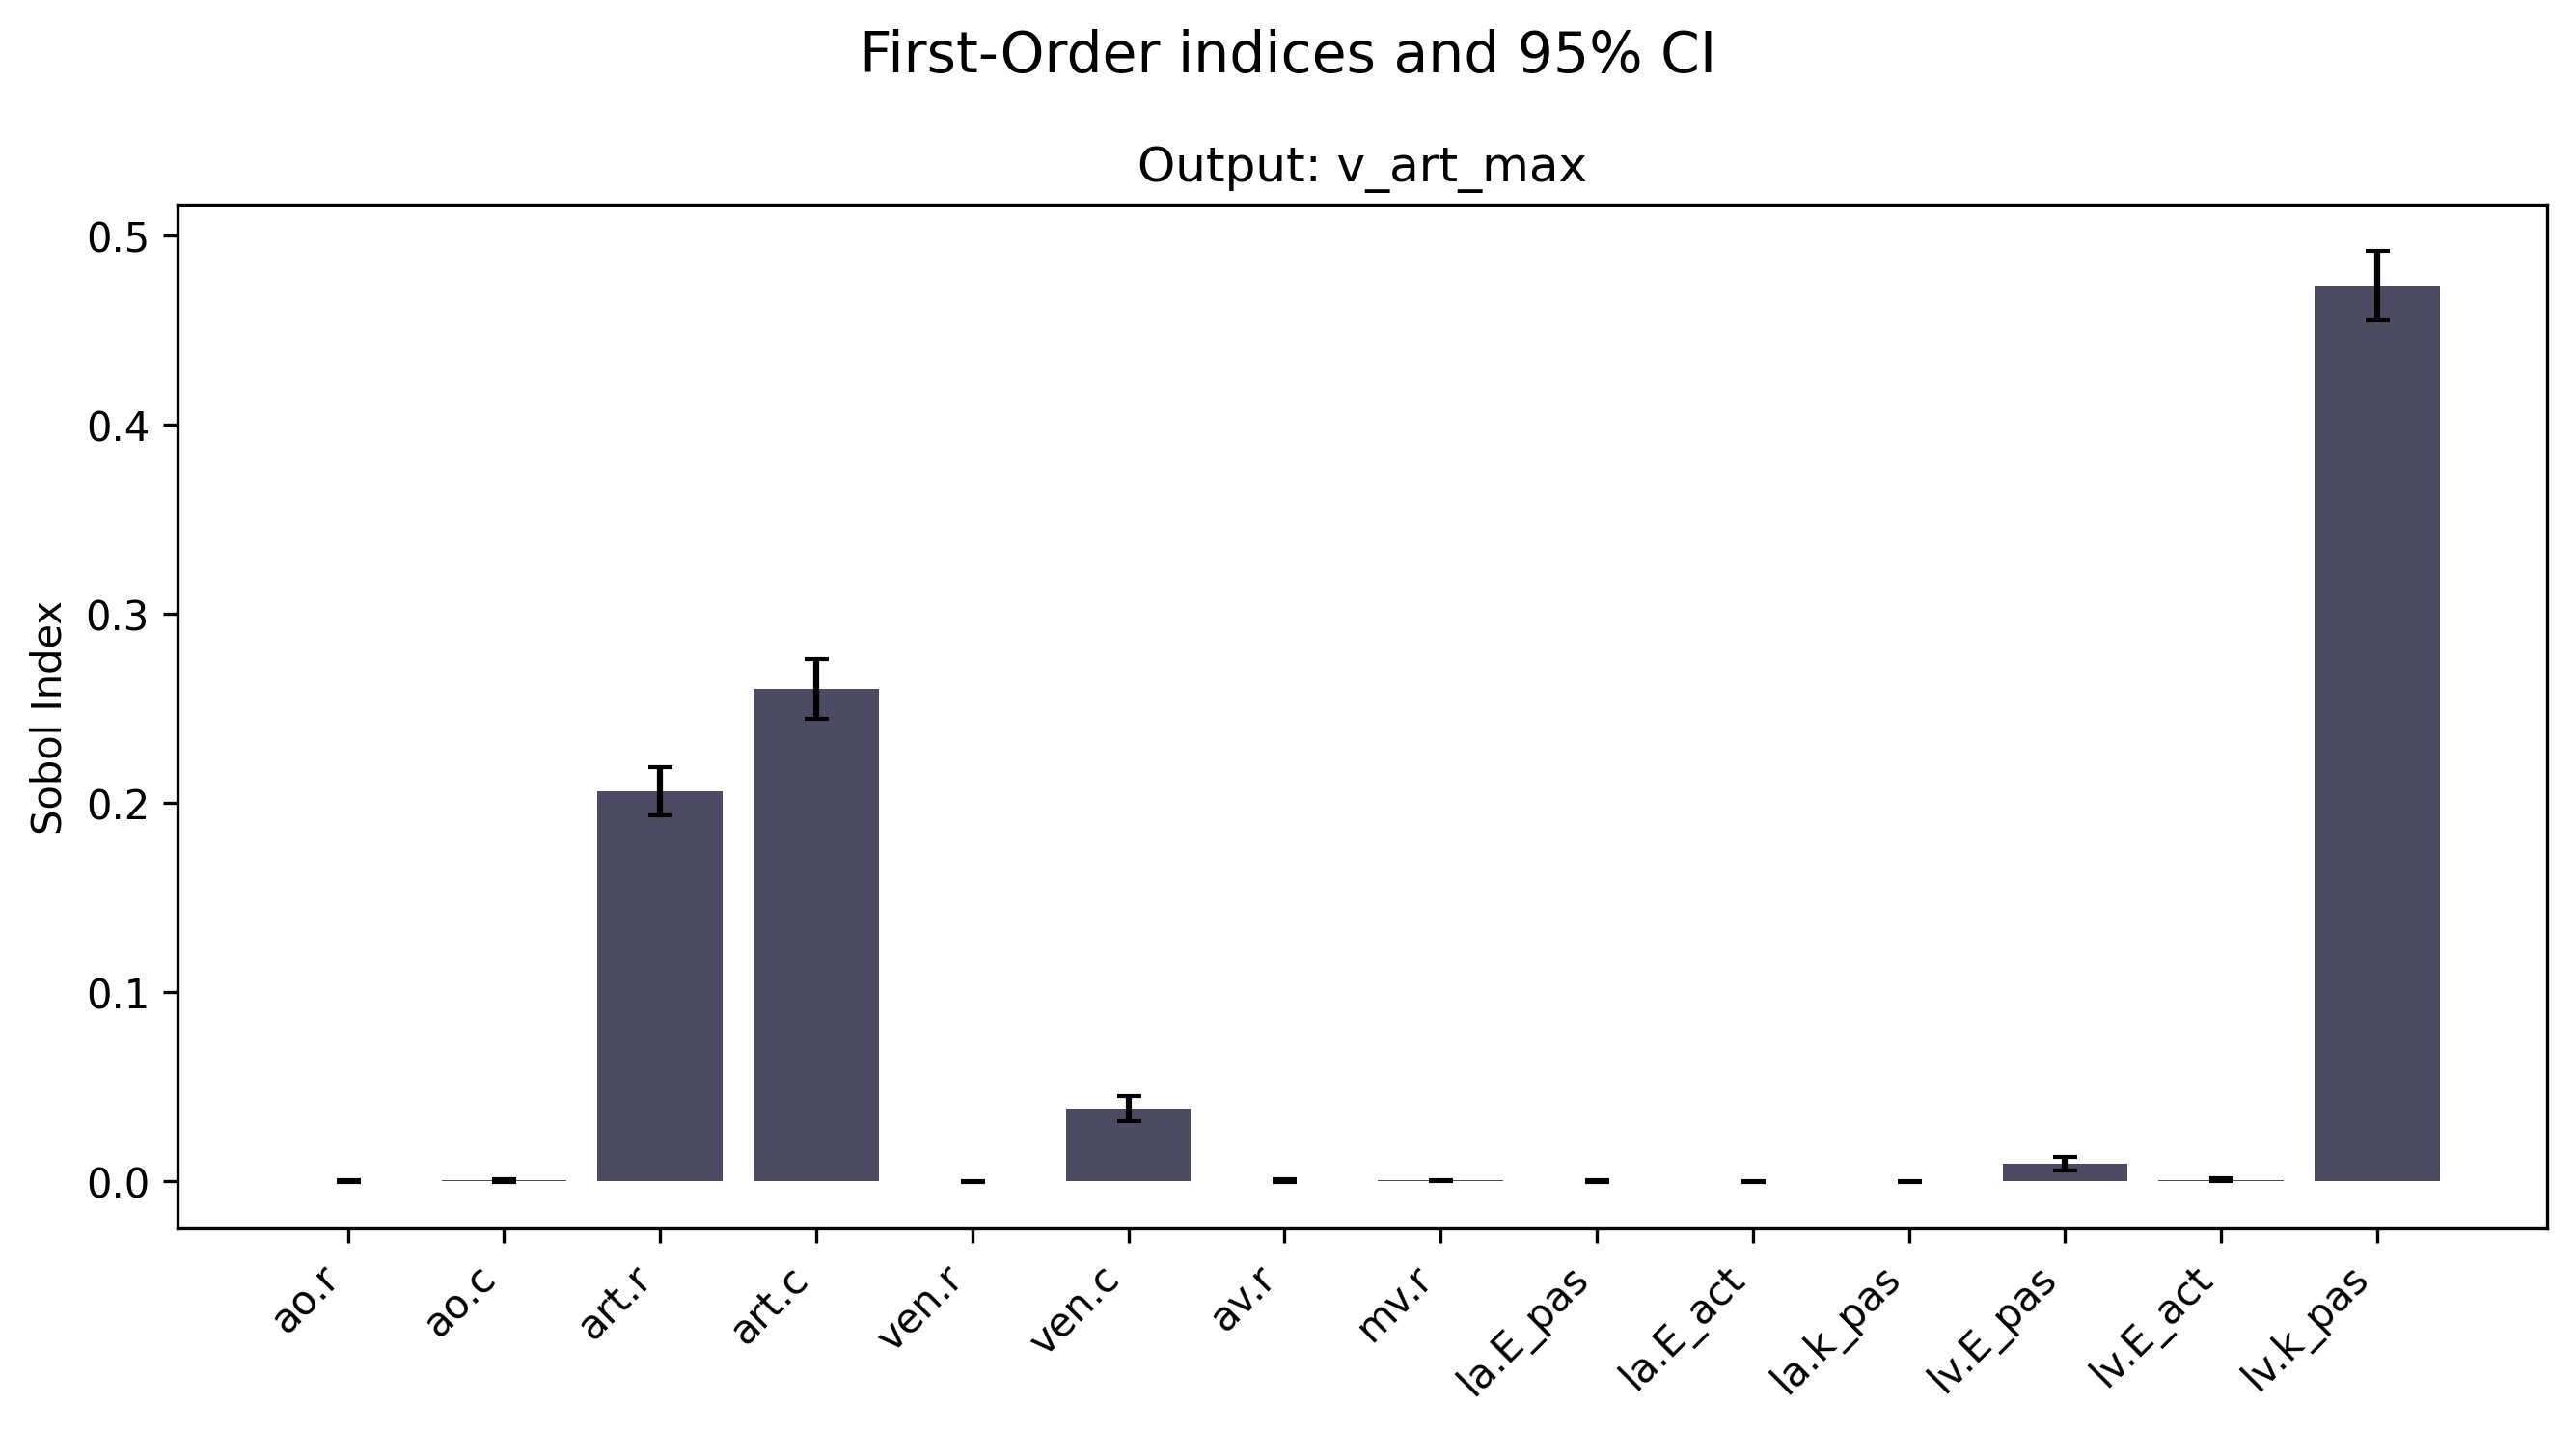 First-Order indices and 95% CI
Output: v_art_max
Sobol Index
0.5
0.4
0.3
0.2
0.1
0.0
ao.r
ao.c
art.r
art.c
ven.r
ven.c
av.r
mv.r
la.E_pas
la.E_act
la.k_pas
lv.E_pas
lv.E_act
lv.k_pas